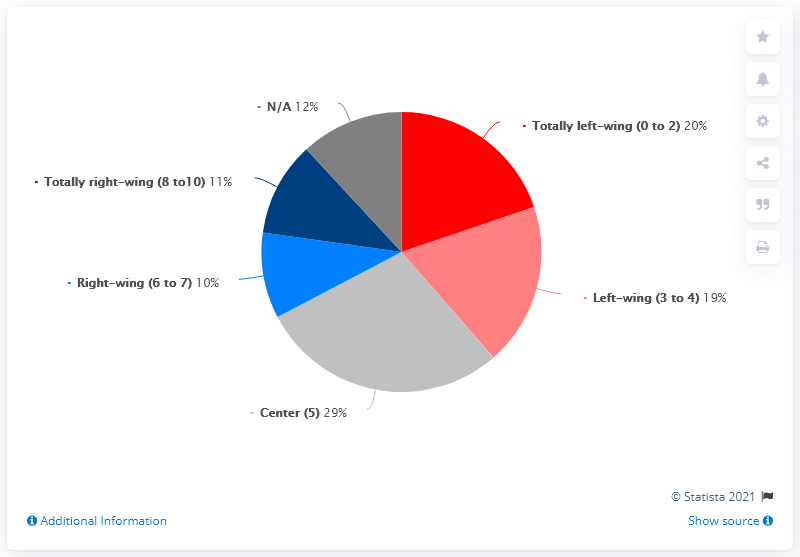 N/A 12%
Totally left-wing (0 to 2) 20%
Totally right-wing (8 to10) 11%
Right-wing (6 to 7) 10%
Left-wing (3 to 4) 19%
Center (5) 29%
© Statista 2021
Additional Information
Show source